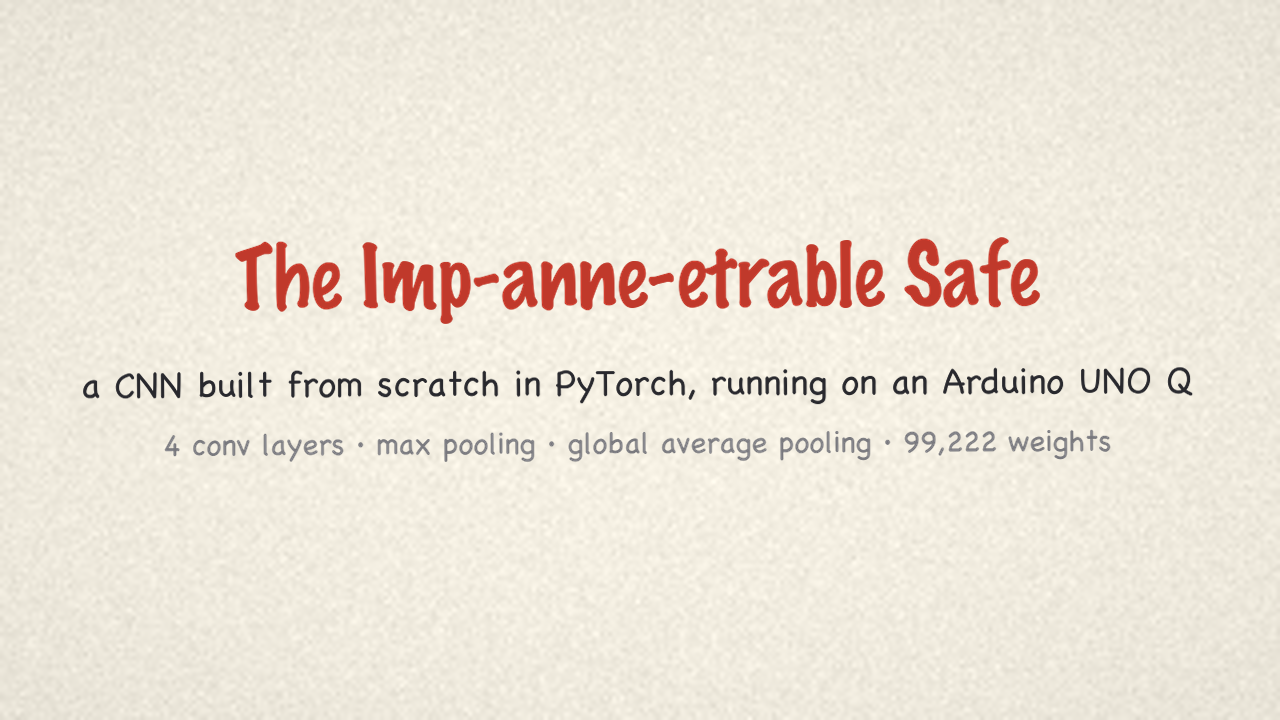 The Imp-anne-etrable Safe
a CNN built from scratch in PyTorch, running on an Arduino UNO Q
4 conv layers · max pooling · global average pooling · 99,222 weights